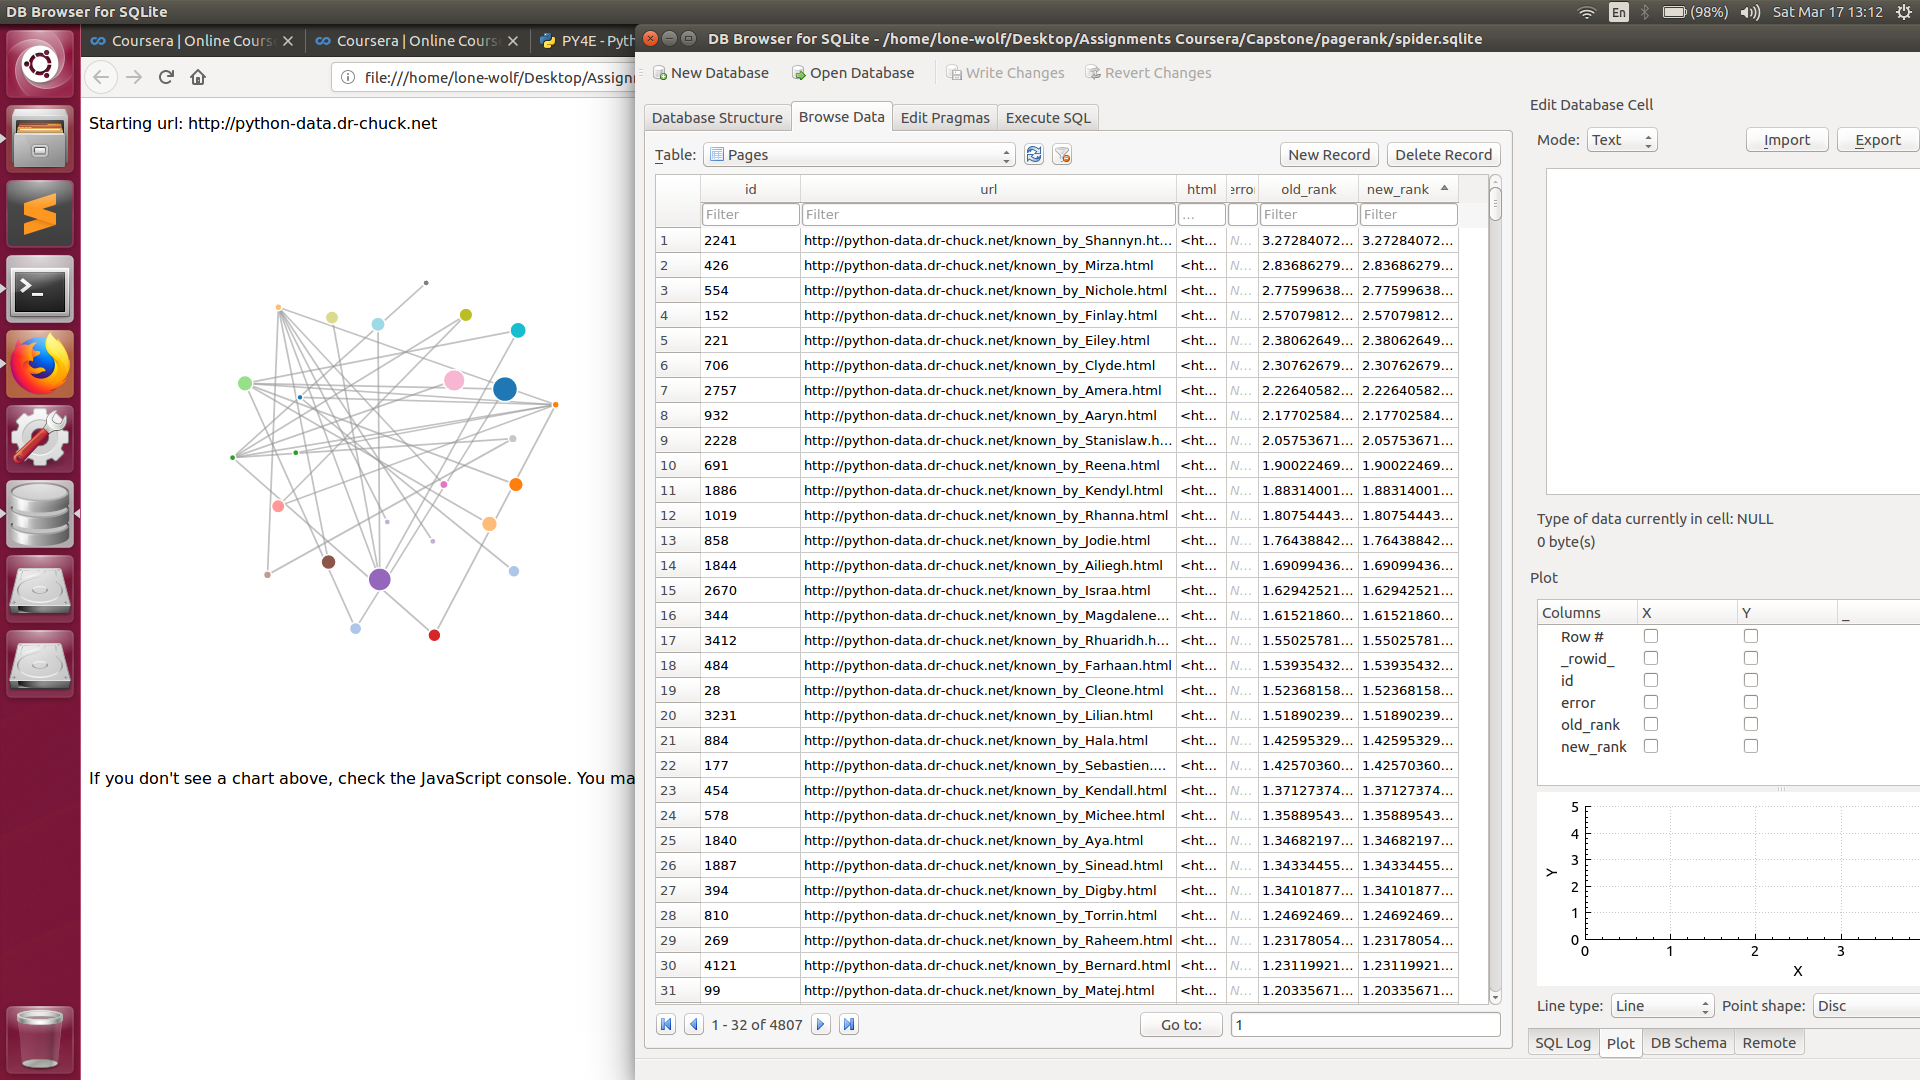 DB Browser for SQLite
En
(98%)
Sat Mar 17 13:12
Coursera | Online Cours
Coursera | Online Cours
PY4E - Pyth
file:///home/lone-wolf/Desktop/Assign
Starting url: http://python-data.dr-chuck.net
If you don't see a chart above, check the JavaScript console. You ma
DB Browser for SQLite - /home/lone-wolf/Desktop/Assignments Coursera/Capstone/pagerank/spider.sqlite
New Database Open Database Write Changes Revert Changes
Database Structure Browse Data Edit Pragmas Execute SQL
Table: Pages New Record Delete Record
id url html erro old_rank new_rank
Filter Filter ... Filter Filter
1 2241 http://python-data.dr-chuck.net/known_by_Shannyn.ht... <ht... N... 3.27284072... 3.27284072...
2 426 http://python-data.dr-chuck.net/known_by_Mirza.html <ht... N... 2.83686279... 2.83686279...
3 554 http://python-data.dr-chuck.net/known_by_Nichole.html <ht... N... 2.77599638... 2.77599638...
4 152 http://python-data.dr-chuck.net/known_by_Finlay.html <ht... N... 2.57079812... 2.57079812...
5 221 http://python-data.dr-chuck.net/known_by_Eiley.html <ht... N... 2.38062649... 2.38062649...
6 706 http://python-data.dr-chuck.net/known_by_Clyde.html <ht... N... 2.30762679... 2.30762679...
7 2757 http://python-data.dr-chuck.net/known_by_Amera.html <ht... N... 2.22640582... 2.22640582...
8 932 http://python-data.dr-chuck.net/known_by_Aaryn.html <ht... N... 2.17702584... 2.17702584...
9 2228 http://python-data.dr-chuck.net/known_by_Stanislaw.h... <ht... N... 2.05753671... 2.05753671...
10 691 http://python-data.dr-chuck.net/known_by_Reena.html <ht... N... 1.90022469... 1.90022469...
11 1886 http://python-data.dr-chuck.net/known_by_Kendyl.html <ht... N... 1.88314001... 1.88314001...
12 1019 http://python-data.dr-chuck.net/known_by_Rhanna.html <ht... N... 1.80754443... 1.80754443...
13 858 http://python-data.dr-chuck.net/known_by_Jodie.html <ht... N... 1.76438842... 1.76438842...
14 1844 http://python-data.dr-chuck.net/known_by_Ailiegh.html <ht... N... 1.69099436... 1.69099436...
15 2670 http://python-data.dr-chuck.net/known_by_Israa.html <ht... N... 1.62942521... 1.62942521...
16 344 http://python-data.dr-chuck.net/known_by_Magdalene... <ht... N... 1.61521860... 1.61521860...
17 3412 http://python-data.dr-chuck.net/known_by_Rhuaridh.h... <ht... N... 1.55025781... 1.55025781...
18 484 http://python-data.dr-chuck.net/known_by_Farhaan.html <ht... N... 1.53935432... 1.53935432...
19 28 http://python-data.dr-chuck.net/known_by_Cleone.html <ht... N... 1.52368158... 1.52368158...
20 3231 http://python-data.dr-chuck.net/known_by_Lilian.html <ht... N... 1.51890239... 1.51890239...
21 884 http://python-data.dr-chuck.net/known_by_Hala.html <ht... N... 1.42595329... 1.42595329...
22 177 http://python-data.dr-chuck.net/known_by_Sebastien.... <ht... N... 1.42570360... 1.42570360...
23 454 http://python-data.dr-chuck.net/known_by_Kendall.html <ht... N... 1.37127374... 1.37127374...
24 578 http://python-data.dr-chuck.net/known_by_Michee.html <ht... N... 1.35889543... 1.35889543...
25 1840 http://python-data.dr-chuck.net/known_by_Aya.html <ht... N... 1.34682197... 1.34682197...
26 1887 http://python-data.dr-chuck.net/known_by_Sinead.html <ht... N... 1.34334455... 1.34334455...
27 394 http://python-data.dr-chuck.net/known_by_Digby.html <ht... N... 1.34101877... 1.34101877...
28 810 http://python-data.dr-chuck.net/known_by_Torrin.html <ht... N... 1.24692469... 1.24692469...
29 269 http://python-data.dr-chuck.net/known_by_Raheem.html <ht... N... 1.23178054... 1.23178054...
30 4121 http://python-data.dr-chuck.net/known_by_Bernard.html <ht... N... 1.23119921... 1.23119921...
31 99 http://python-data.dr-chuck.net/known_by_Matej.html <ht... N... 1.20335671... 1.20335671...
1 - 32 of 4807 Go to: 1
Edit Database Cell
Mode: Text Import Export
Type of data currently in cell: NULL
0 byte(s)
Plot
Columns X Y _
Row #
_rowid_
id
error
old_rank
new_rank
5
4
3
2
1
0
Y
0 1 2 3
X
Line type: Line Point shape: Disc
SQL Log Plot DB Schema Remote